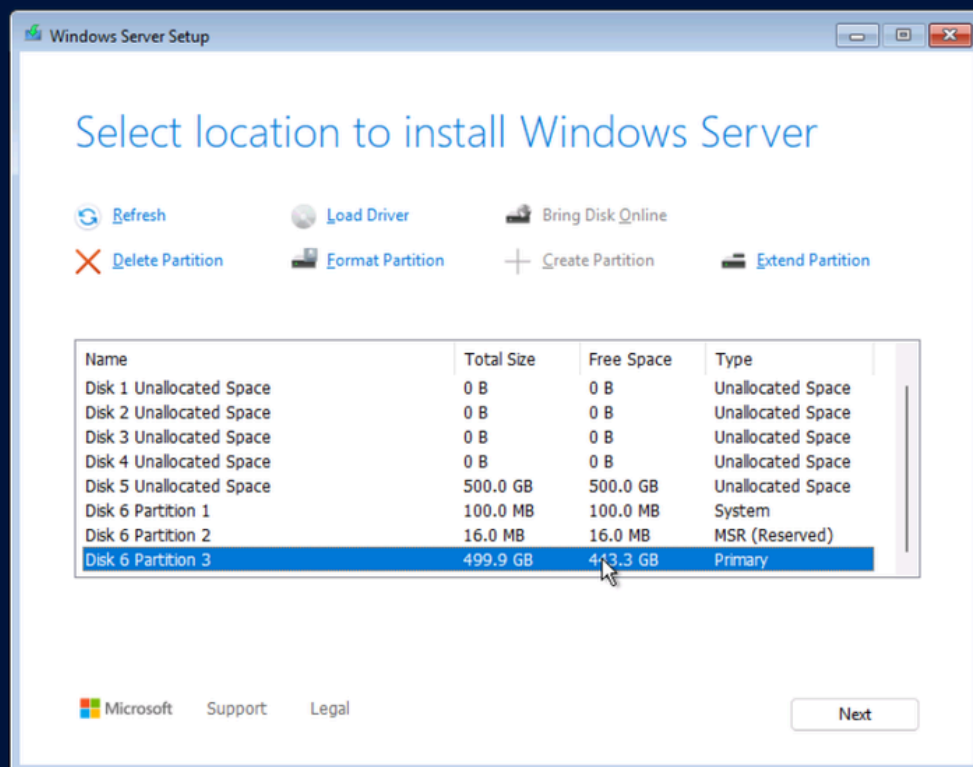 Windows Server Setup
Select location to install Windows Server
Refresh Load Driver Bring Disk Online
Delete Partition Format Partition Create Partition Extend Partition
Name Total Size Free Space Type
Disk 1 Unallocated Space 0 B 0 B Unallocated Space
Disk 2 Unallocated Space 0 B 0 B Unallocated Space
Disk 3 Unallocated Space 0 B 0 B Unallocated Space
Disk 4 Unallocated Space 0 B 0 B Unallocated Space
Disk 5 Unallocated Space 500.0 GB 500.0 GB Unallocated Space
Disk 6 Partition 1 100.0 MB 100.0 MB System
Disk 6 Partition 2 16.0 MB 16.0 MB MSR (Reserved)
Disk 6 Partition 3 499.9 GB 443.3 GB Primary
Microsoft Support Legal Next